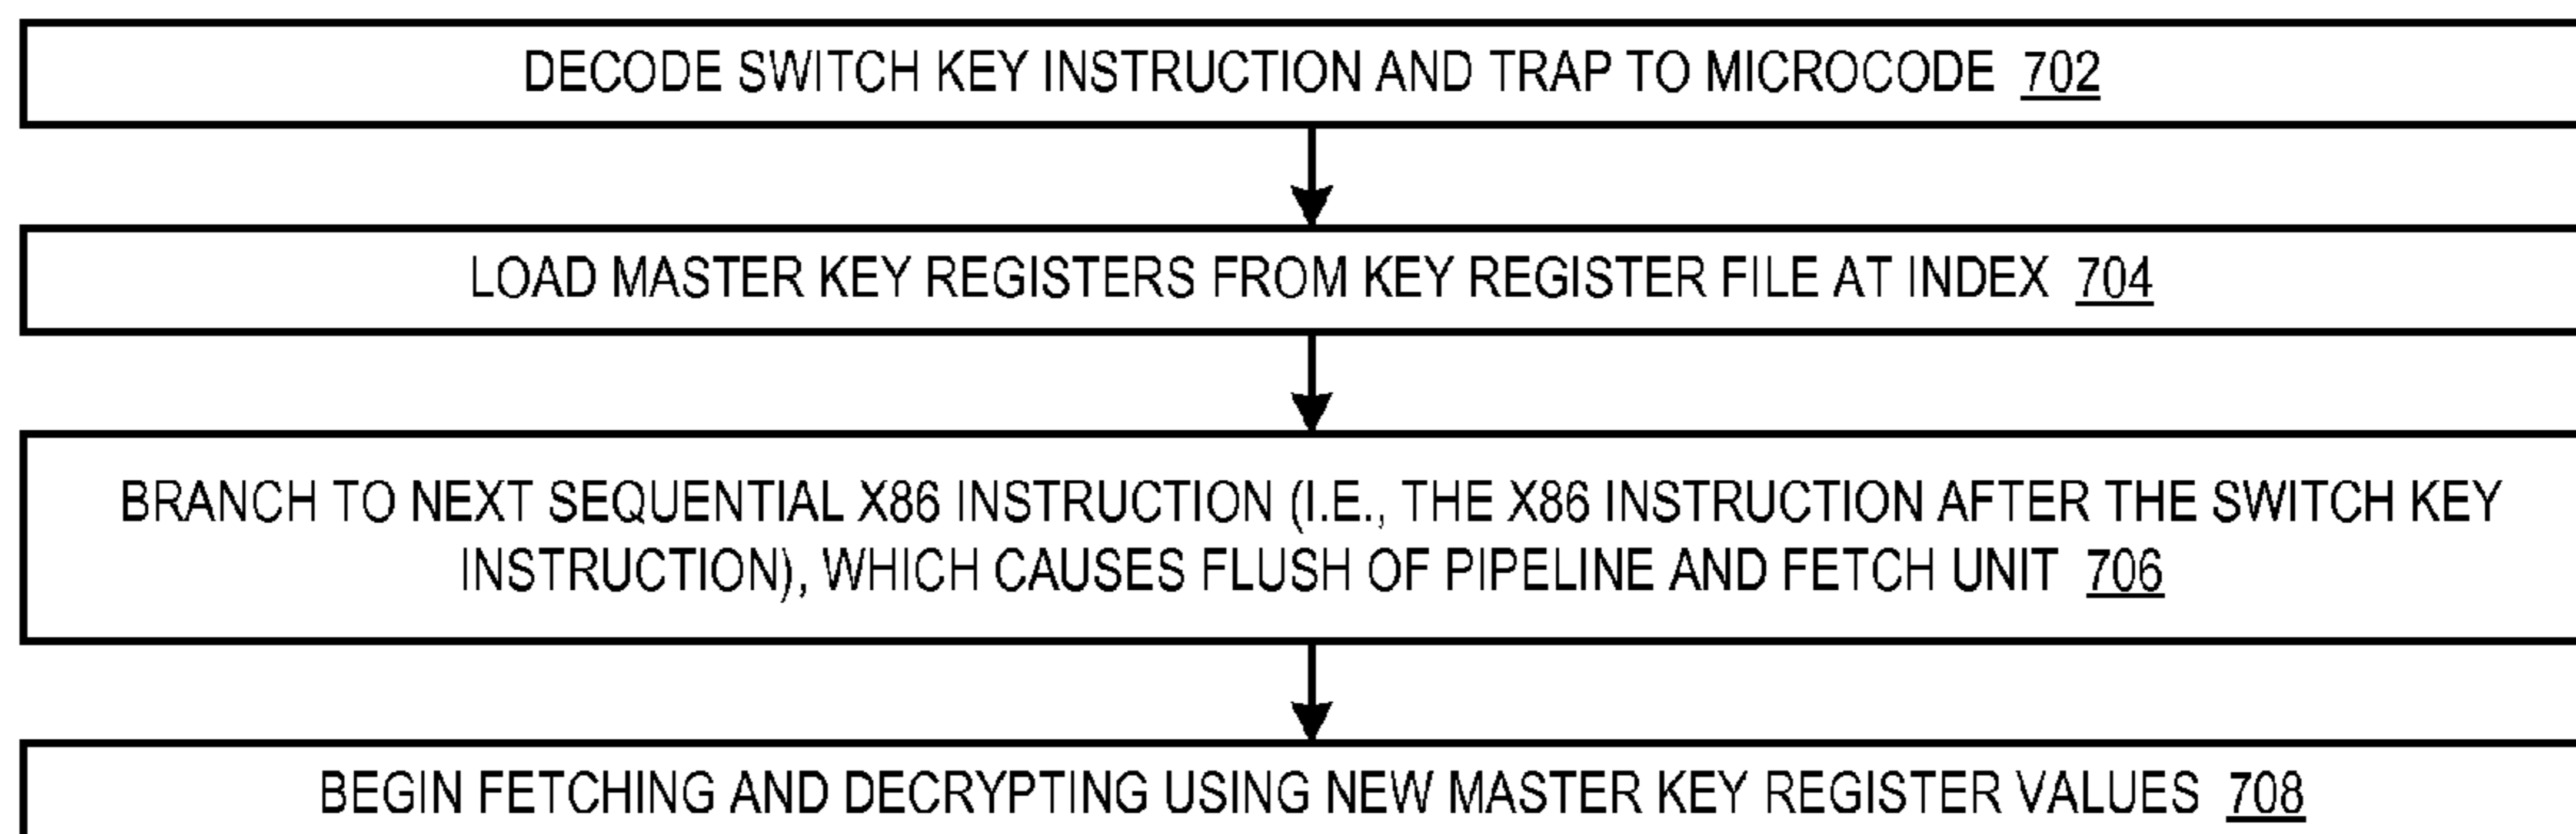 DECODE SWITCH KEY INSTRUCTION AND TRAP TO MICROCODE 702
LOAD MASTER KEY REGISTERS FROM KEY REGISTER FILE AT INDEX 704
BRANCH TO NEXT SEQUENTIAL X86 INSTRUCTION (I.E., THE X86 INSTRUCTION AFTER THE SWITCH KEY
INSTRUCTION), WHICH CAUSES FLUSH OF PIPELINE AND FETCH UNIT 706
BEGIN FETCHING AND DECRYPTING USING NEW MASTER KEY REGISTER VALUES 708